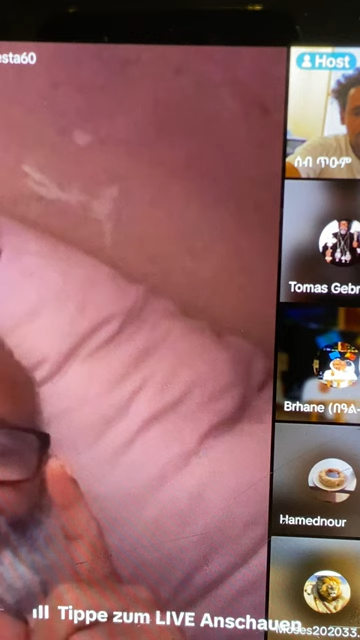 esta60
Host
ሰብ ጥዑም
Tomas Gebr
Brhane (በዓል-
Hamednour
Tippe zum LIVE Anschauen
Moses202033